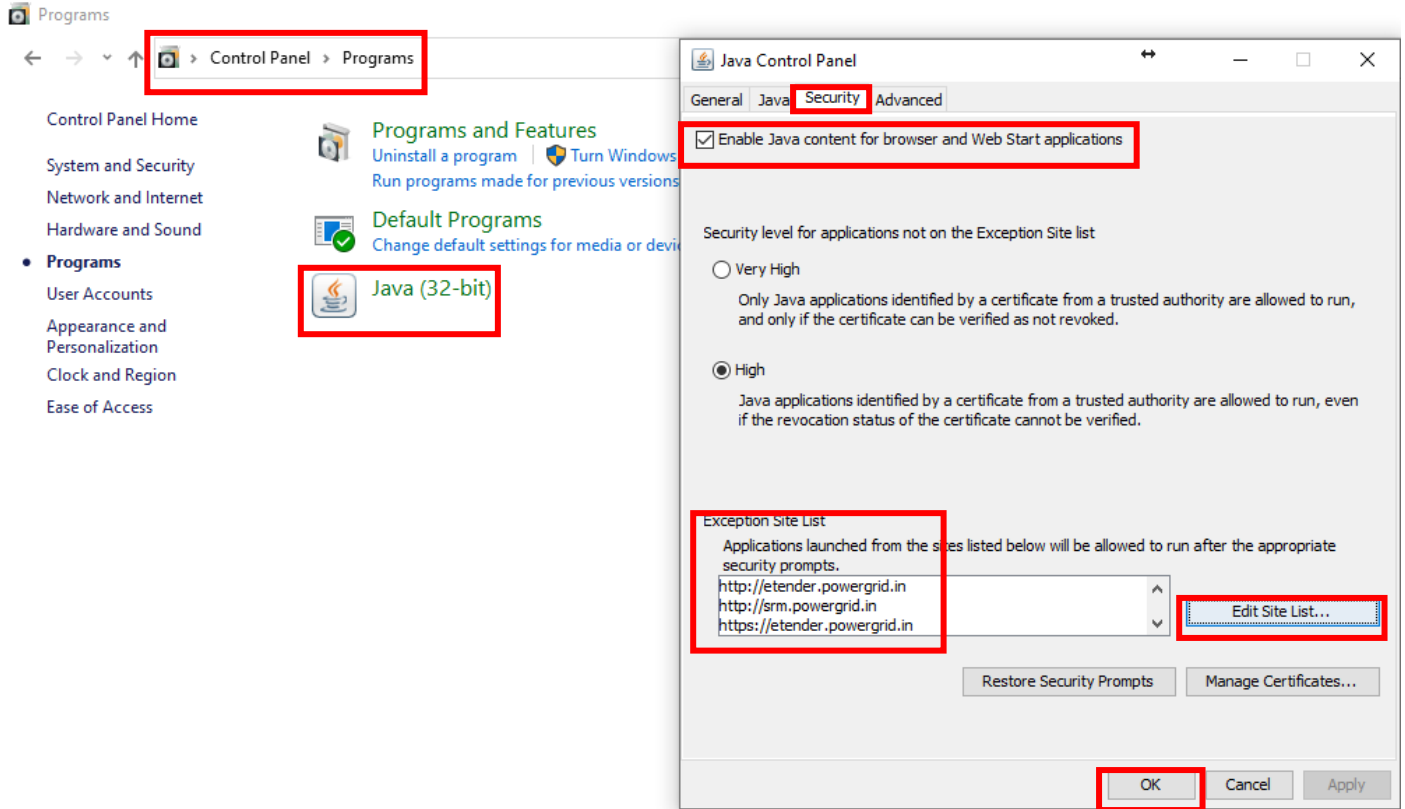 Programs
Control Panel > Programs
Control Panel Home
System and Security
Network and Internet
Hardware and Sound
Programs
User Accounts
Appearance and
Personalization
Clock and Region
Ease of Access
Programs and Features
Uninstall a program
Turn Windows
Run programs made for previous versions
Default Programs
Change default settings for media or devi
Java (32-bit)
Java Control Panel
General Java Security Advanced
Enable Java content for browser and Web Start applications
Security level for applications not on the Exception Site list
Very High
Only Java applications identified by a certificate from a trusted authority are allowed to run,
and only if the certificate can be verified as not revoked.
High
Java applications identified by a certificate from a trusted authority are allowed to run, even
if the revocation status of the certificate cannot be verified.
Exception Site List
Applications launched from the sites listed below will be allowed to run after the appropriate
security prompts.
http://etender.powergrid.in
http://srm.powergrid.in
https://etender.powergrid.in
Edit Site List...
Restore Security Prompts
Manage Certificates...
OK
Cancel
Apply